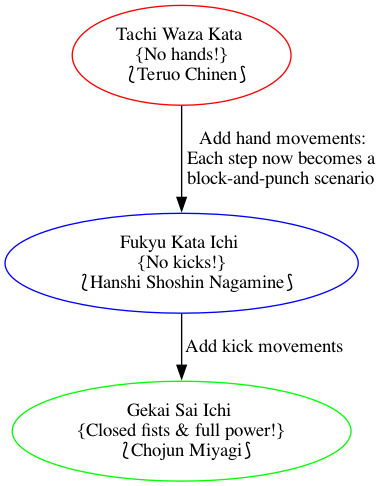 Tachi Waza Kata
{No hands!}
⟅Teruo Chinen⟆
Add hand movements:
Each step now becomes a
block-and-punch scenario
Fukyu Kata Ichi
{No kicks!}
⟅Hanshi Shoshin Nagamine⟆
Add kick movements
Gekai Sai Ichi
{Closed fists & full power!}
⟅Chojun Miyagi⟆